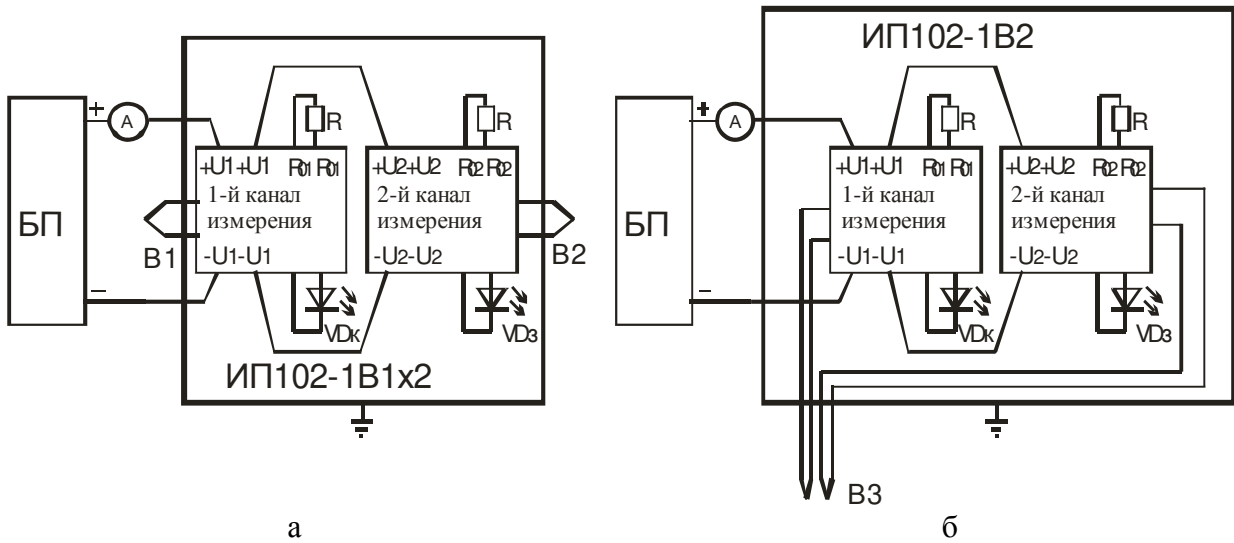 ИП102-1В2
+ А
БП
–
+U1+U1 R01 R01 R
1-й канал
измерения
-U1-U1
В1
VDк
+U2+U2 R02 R02 R
2-й канал
измерения
-U2-U2
В2
VDз
ИП102-1В1х2
+ А
БП
–
+U1+U1 R01 R01 R
1-й канал
измерения
-U1-U1
VDк
+U2+U2 R02 R02 R
2-й канал
измерения
-U2-U2
VDз
В3
а
б